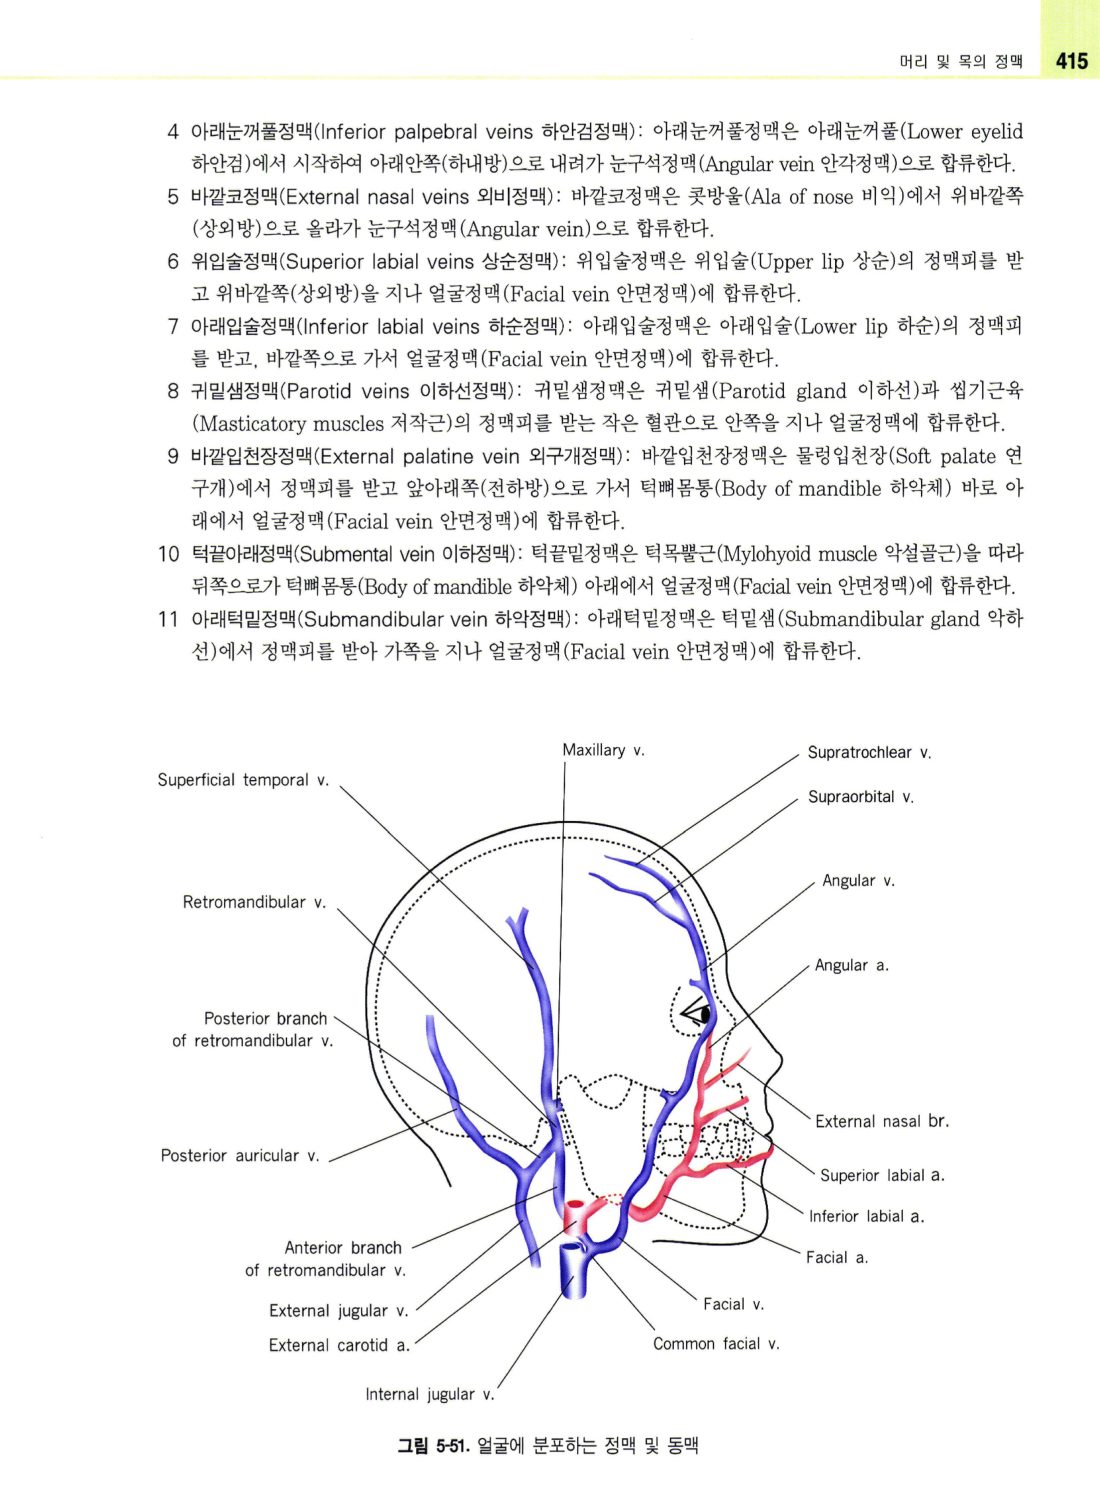 머리 및 목의 정맥 415
4 아래눈꺼풀정맥(Inferior palpebral veins 하안검정맥): 아래눈꺼풀정맥은 아래눈꺼풀(Lower eyelid
하안검)에서 시작하여 아래안쪽(하내방)으로 내려가 눈구석정맥(Angular vein 안각정맥)으로 합류한다.
5 바깥코정맥(External nasal veins 외비정맥): 바깥코정맥은 콧방울(Ala of nose 비익)에서 위바깥쪽
(상외방)으로 올라가 눈구석정맥(Angular vein)으로 합류한다.
6 위입술정맥(Superior labial veins 상순정맥): 위입술정맥은 위입술(Upper lip 상순)의 정맥피를 받
고 위바깥쪽(상외방)을 지나 얼굴정맥(Facial vein 안면정맥)에 합류한다.
7 아래입술정맥(Inferior labial veins 하순정맥): 아래입술정맥은 아래입술(Lower lip 하순)의 정맥피
를 받고, 바깥쪽으로 가서 얼굴정맥(Facial vein 안면정맥)에 합류한다.
8 귀밑샘정맥(Parotid veins 이하선정맥): 귀밑샘정맥은 귀밑샘(Parotid gland 이하선)과 씹기근육
(Masticatory muscles 저작근)의 정맥피를 받는 작은 혈관으로 안쪽을 지나 얼굴정맥에 합류한다.
9 바깥입천장정맥(External palatine vein 외구개정맥): 바깥입천장정맥은 물렁입천장(Soft palate 연
구개)에서 정맥피를 받고 앞아래쪽(전하방)으로 가서 턱뼈몸통(Body of mandible 하악체) 바로 아
래에서 얼굴정맥(Facial vein 안면정맥)에 합류한다.
10 턱끝아래정맥(Submental vein 이하정맥): 턱끝밑정맥은 턱목뿔근(Mylohyoid muscle 악설골근)을 따라
뒤쪽으로가 턱뼈몸통(Body of mandible 하악체) 아래에서 얼굴정맥(Facial vein 안면정맥)에 합류한다.
11 아래턱밑정맥(Submandibular vein 하악정맥): 아래턱밑정맥은 턱밑샘(Submandibular gland 악하
선)에서 정맥피를 받아 가쪽을 지나 얼굴정맥(Facial vein 안면정맥)에 합류한다.
Maxillary v.
Supratrochlear v.
Superficial temporal v.
Supraorbital v.
Angular v.
Retromandibular v.
Angular a.
Posterior branch
of retromandibular v.
External nasal br.
Posterior auricular v.
Superior labial a.
Inferior labial a.
Anterior branch
of retromandibular v.
Facial a.
External jugular v.
Facial v.
External carotid a.
Common facial v.
Internal jugular v.
그림 5-51. 얼굴에 분포하는 정맥 및 동맥